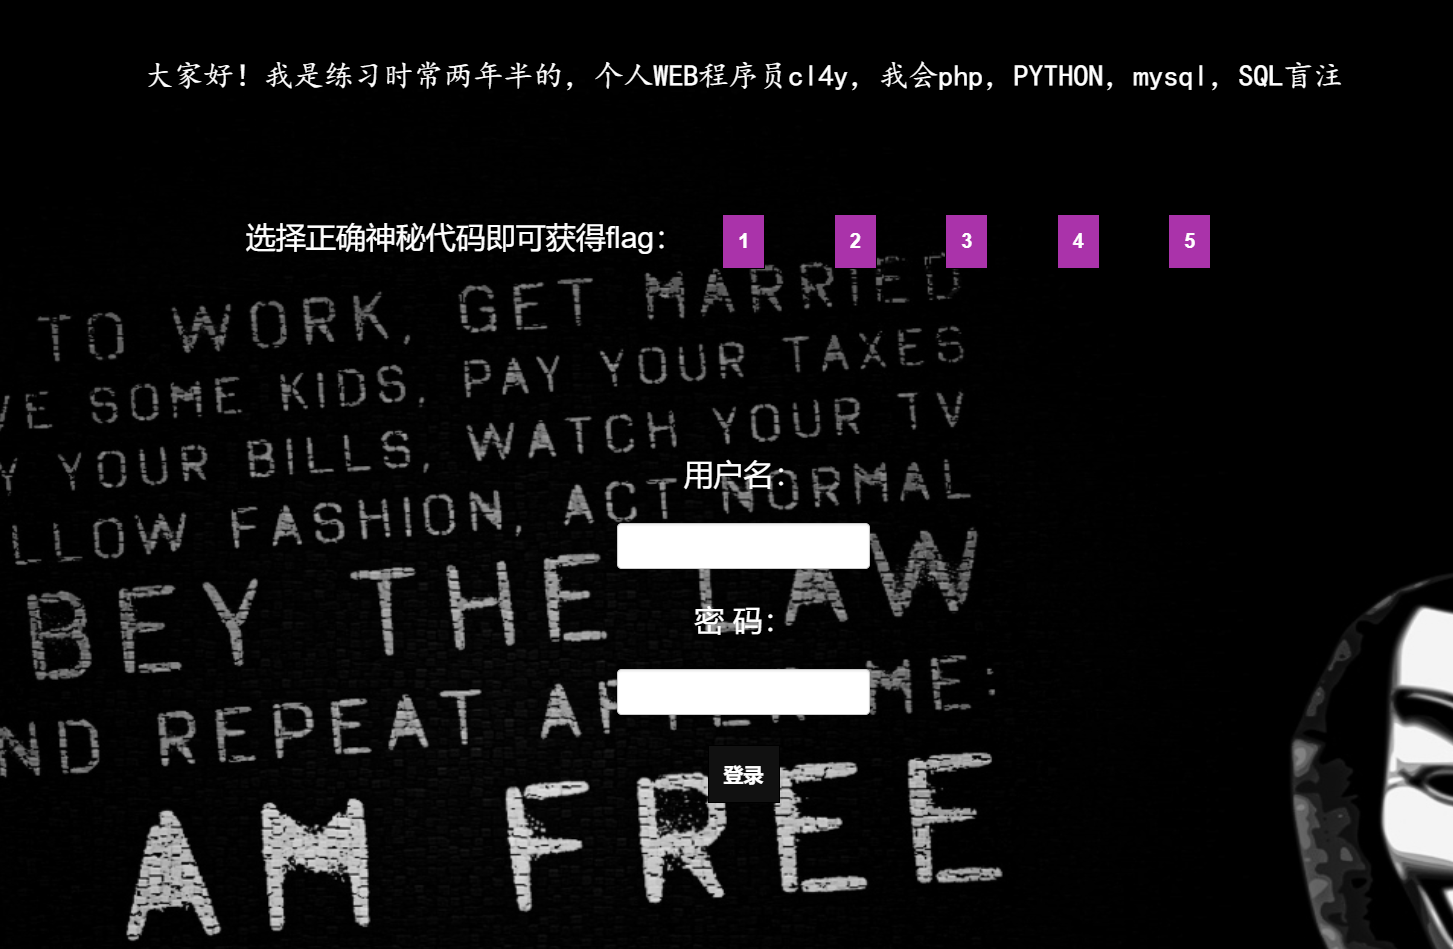 大家好！我是练习时常两年半的，个人WEB程序员cl4y，我会php，PYTHON，mysql，SQL盲注
选择正确神秘代码即可获得flag： 1 2 3 4 5
TO WORK, GET MARRIED
SOME KIDS, PAY YOUR TAXES
YOUR BILLS, WATCH YOUR TV
FASHION, ACT NORMAL
BEY THE LAW
REPEAT AFTER ME:
AM FREE
用户名：
密 码：
登录